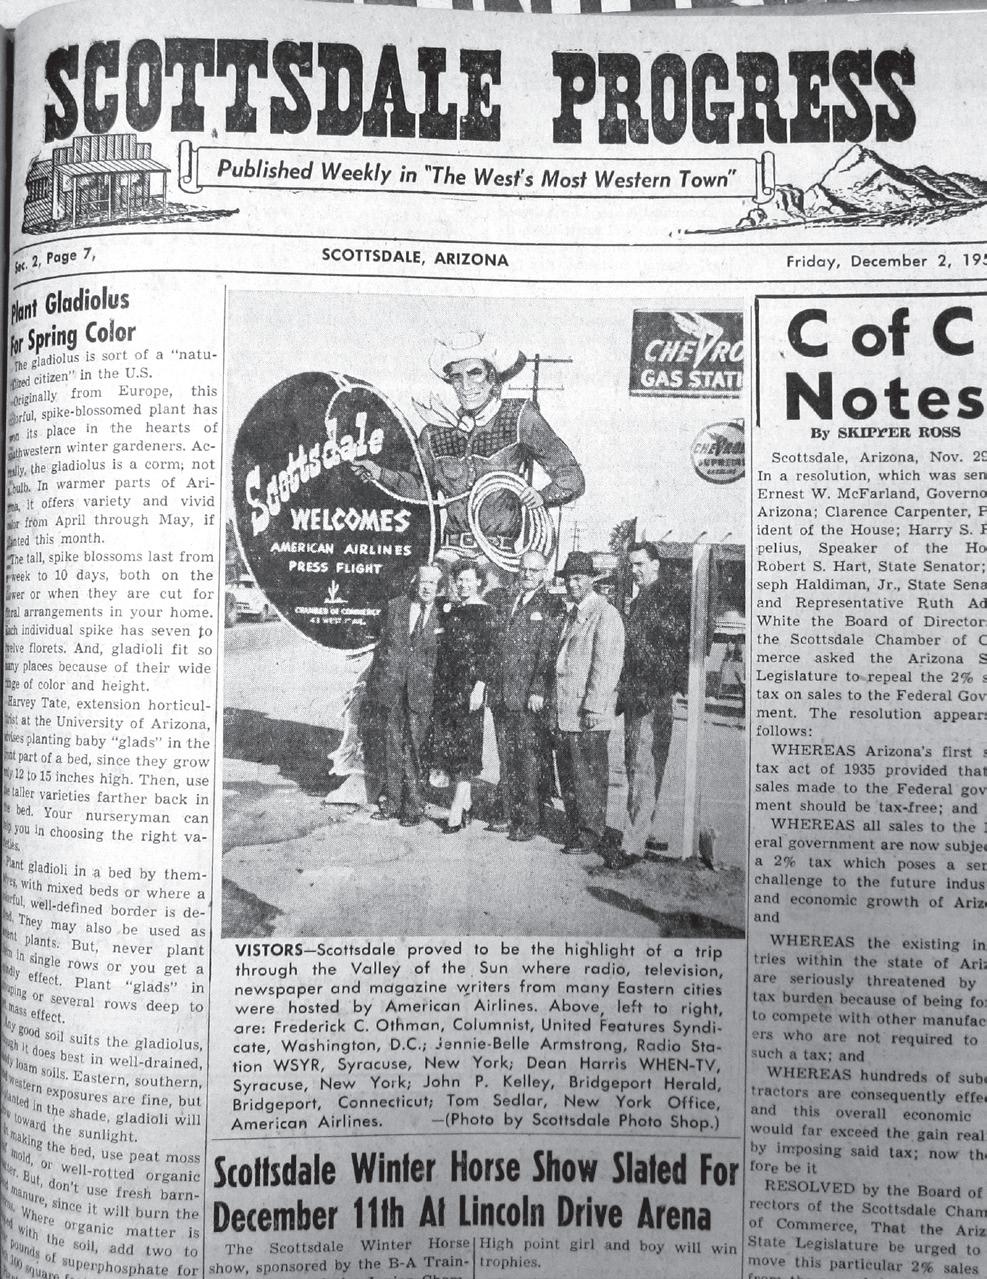 SCOTTSDALE PROGRESS
Published Weekly in "The West's Most Western Town"
Sec. 2, Page 7,
SCOTTSDALE, ARIZONA
Friday, December 2, 195
Plant Gladiolus
For Spring Color
The gladiolus is sort of a "natu-
citizen" in the U.S.
Originally from Europe, this
spike-blossomed plant has
its place in the hearts of
winter gardeners. Ac-
the gladiolus is a corm; not
bulb. In warmer parts of Ari-
it offers variety and vivid
from April through May, if
this month.
The tall, spike blossoms last from
week to 10 days, both on the
or when they are cut for
arrangements in your home.
individual spike has seven to
florets. And, gladioli fit so
places because of their wide
of color and height.
Harvey Tate, extension horticul-
at the University of Arizona,
planting baby "glads" in the
part of a bed, since they grow
12 to 15 inches high. Then, use
taller varieties farther back in
bed. Your nurseryman can
you in choosing the right va-
Plant gladioli in a bed by them-
with mixed beds or where a
well-defined border is de-
They may also be used as
plants. But, never plant
in single rows or you get a
effect. Plant "glads" in
or several rows deep to
mass effect.
good soil suits the gladiolus,
it does best in well-drained,
loam soils. Eastern, southern,
western exposures are fine, but
in the shade, gladioli will
toward the sunlight.
making the bed, use peat moss
mold, or well-rotted organic
But, don't use fresh barn-
manure, since it will burn the
Where organic matter is
with the soil, add two to
pounds of superphosphate for
100 square
CHEVRO
GAS STATI
CHEVRON
SUPREME
GASOLINE
Scottsdale
WELCOMES
AMERICAN AIRLINES
PRESS FLIGHT
CHAMBER OF COMMERCE
VISTORS—Scottsdale proved to be the highlight of a trip
through the Valley of the Sun where radio, television,
newspaper and magazine writers from many Eastern cities
were hosted by American Airlines. Above, left to right,
are: Frederick C. Othman, Columnist, United Features Syndi-
cate, Washington, D.C.; Jennie-Belle Armstrong, Radio Sta-
tion WSYR, Syracuse, New York; Dean Harris WHEN-TV,
Syracuse, New York; John P. Kelley, Bridgeport Herald,
Bridgeport, Connecticut; Tom Sedlar, New York Office,
American Airlines. —(Photo by Scottsdale Photo Shop.)
Scottsdale Winter Horse Show Slated For
December 11th At Lincoln Drive Arena
The Scottsdale Winter Horse
show, sponsored by the B-A Train-
High point girl and boy will win
trophies.
C of C
Notes
By SKIPPER ROSS
Scottsdale, Arizona, Nov. 29
In a resolution, which was sen
Ernest W. McFarland, Governo
Arizona; Clarence Carpenter, P
ident of the House; Harry S. R
pelius, Speaker of the Ho
Robert S. Hart, State Senator;
seph Haldiman, Jr., State Sena
and Representative Ruth Ad
White the Board of Director
the Scottsdale Chamber of C
merce asked the Arizona S
Legislature to repeal the 2% s
tax on sales to the Federal Gov
ment. The resolution appears
follows:
WHEREAS Arizona's first s
tax act of 1935 provided that
sales made to the Federal gov
ment should be tax-free; and
WHEREAS all sales to the F
eral government are now subje
a 2% tax which poses a ser
challenge to the future indus
and economic growth of Arizo
and
WHEREAS the existing in
tries within the state of Ariz
are seriously threatened by
tax burden because of being fo
to compete with other manufac
ers who are not required to
such a tax; and
WHEREAS hundreds of subc
tractors are consequently effe
and this overall economic
would far exceed the gain real
by imposing said tax; now th
fore be it
RESOLVED by the Board of
rectors of the Scottsdale Cham
of Commerce, That the Ariz
State Legislature be urged to
move this particular 2% sales